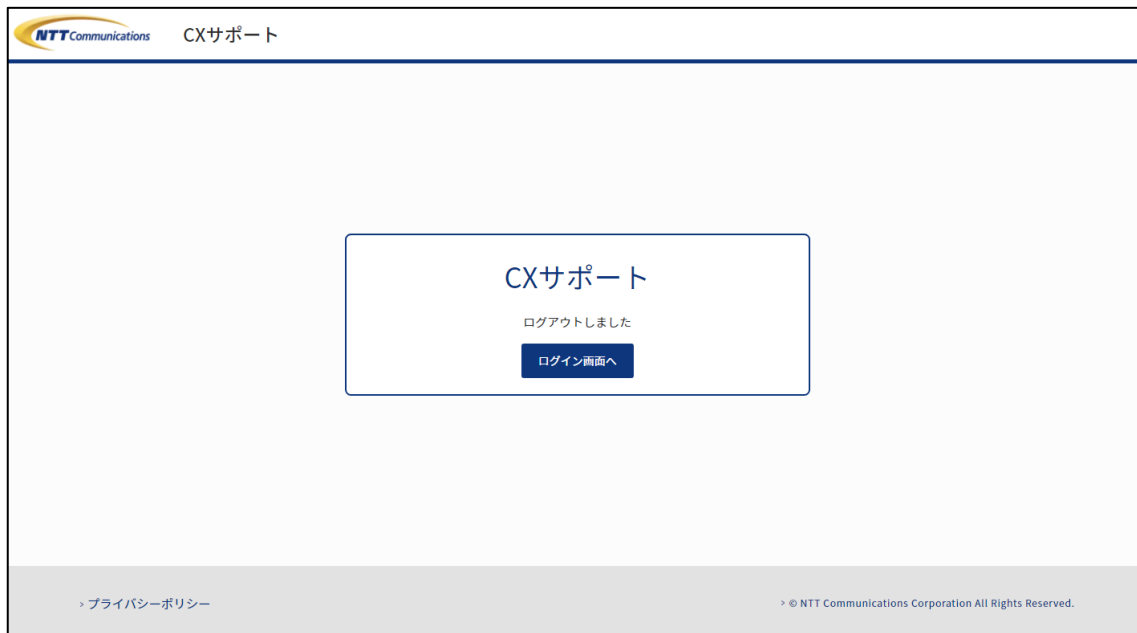 NTT Communications CXサポート
CXサポート
ログアウトしました
ログイン画面へ
› プライバシーポリシー
› © NTT Communications Corporation All Rights Reserved.